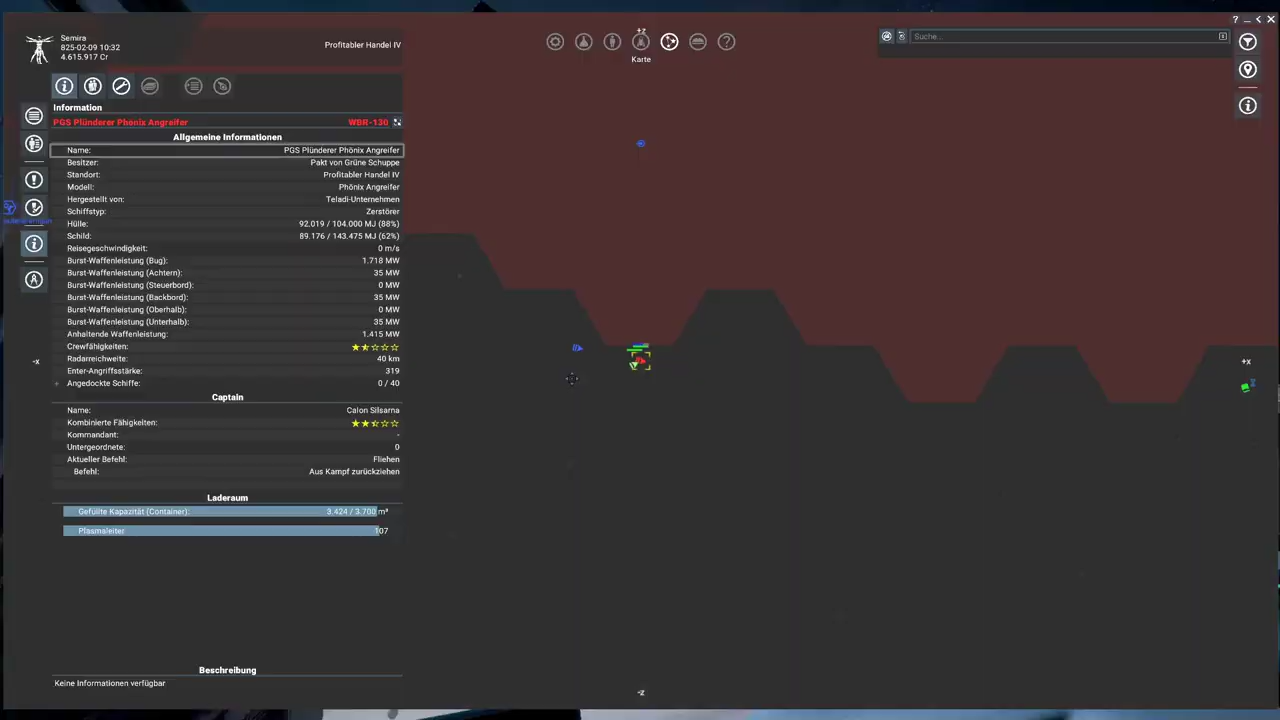 Semira
825-02-09 10:32
4.615.917 Cr
Profitabler Handel IV
+z
Karte
Suche...
? _ < X
Information
PGS Plünderer Phönix Angreifer WBR-130
Allgemeine Informationen
Name: PGS Plünderer Phönix Angreifer
Besitzer: Pakt von Grüne Schuppe
Standort: Profitabler Handel IV
Modell: Phönix Angreifer
Hergestellt von: Teladi-Unternehmen
Schiffstyp: Zerstörer
Hülle: 92.019 / 104.000 MJ (88%)
Schild: 89.176 / 143.475 MJ (62%)
Reisegeschwindigkeit: 0 m/s
Burst-Waffenleistung (Bug): 1.718 MW
Burst-Waffenleistung (Achtern): 35 MW
Burst-Waffenleistung (Steuerbord): 0 MW
Burst-Waffenleistung (Backbord): 35 MW
Burst-Waffenleistung (Oberhalb): 0 MW
Burst-Waffenleistung (Unterhalb): 35 MW
Anhaltende Waffenleistung: 1.415 MW
Crewfähigkeiten:
Radarreichweite: 40 km
Enter-Angriffsstärke: 319
+ Angedockte Schiffe: 0 / 40
-x
+x
Captain
Name: Calon Silsarna
Kombinierte Fähigkeiten:
Kommandant: -
Untergeordnete: 0
Aktueller Befehl: Fliehen
Befehl: Aus Kampf zurückziehen
Laderaum
Gefüllte Kapazität (Container): 3.424 / 3.700 m³
Plasmaleiter 107
Beschreibung
Keine Informationen verfügbar
-z